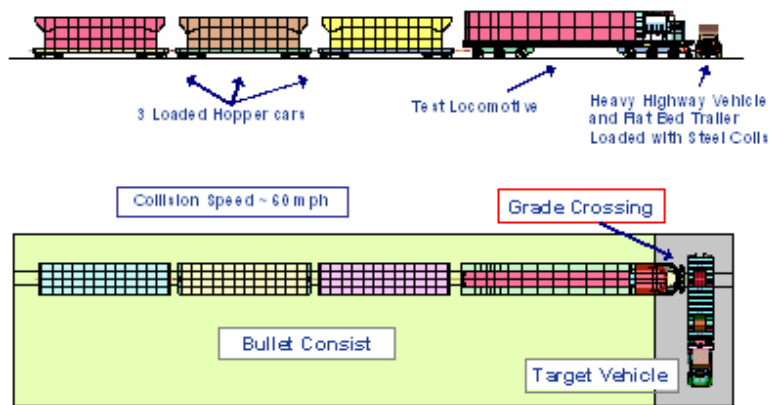 3 Loaded Hopper cars
Test Locomotive
Heavy Highway Vehicle
and Flat Bed Trailer
Loaded with Steel Coils
Collision Speed ~ 60 mph
Grade Crossing
Bullet Consist
Target Vehicle